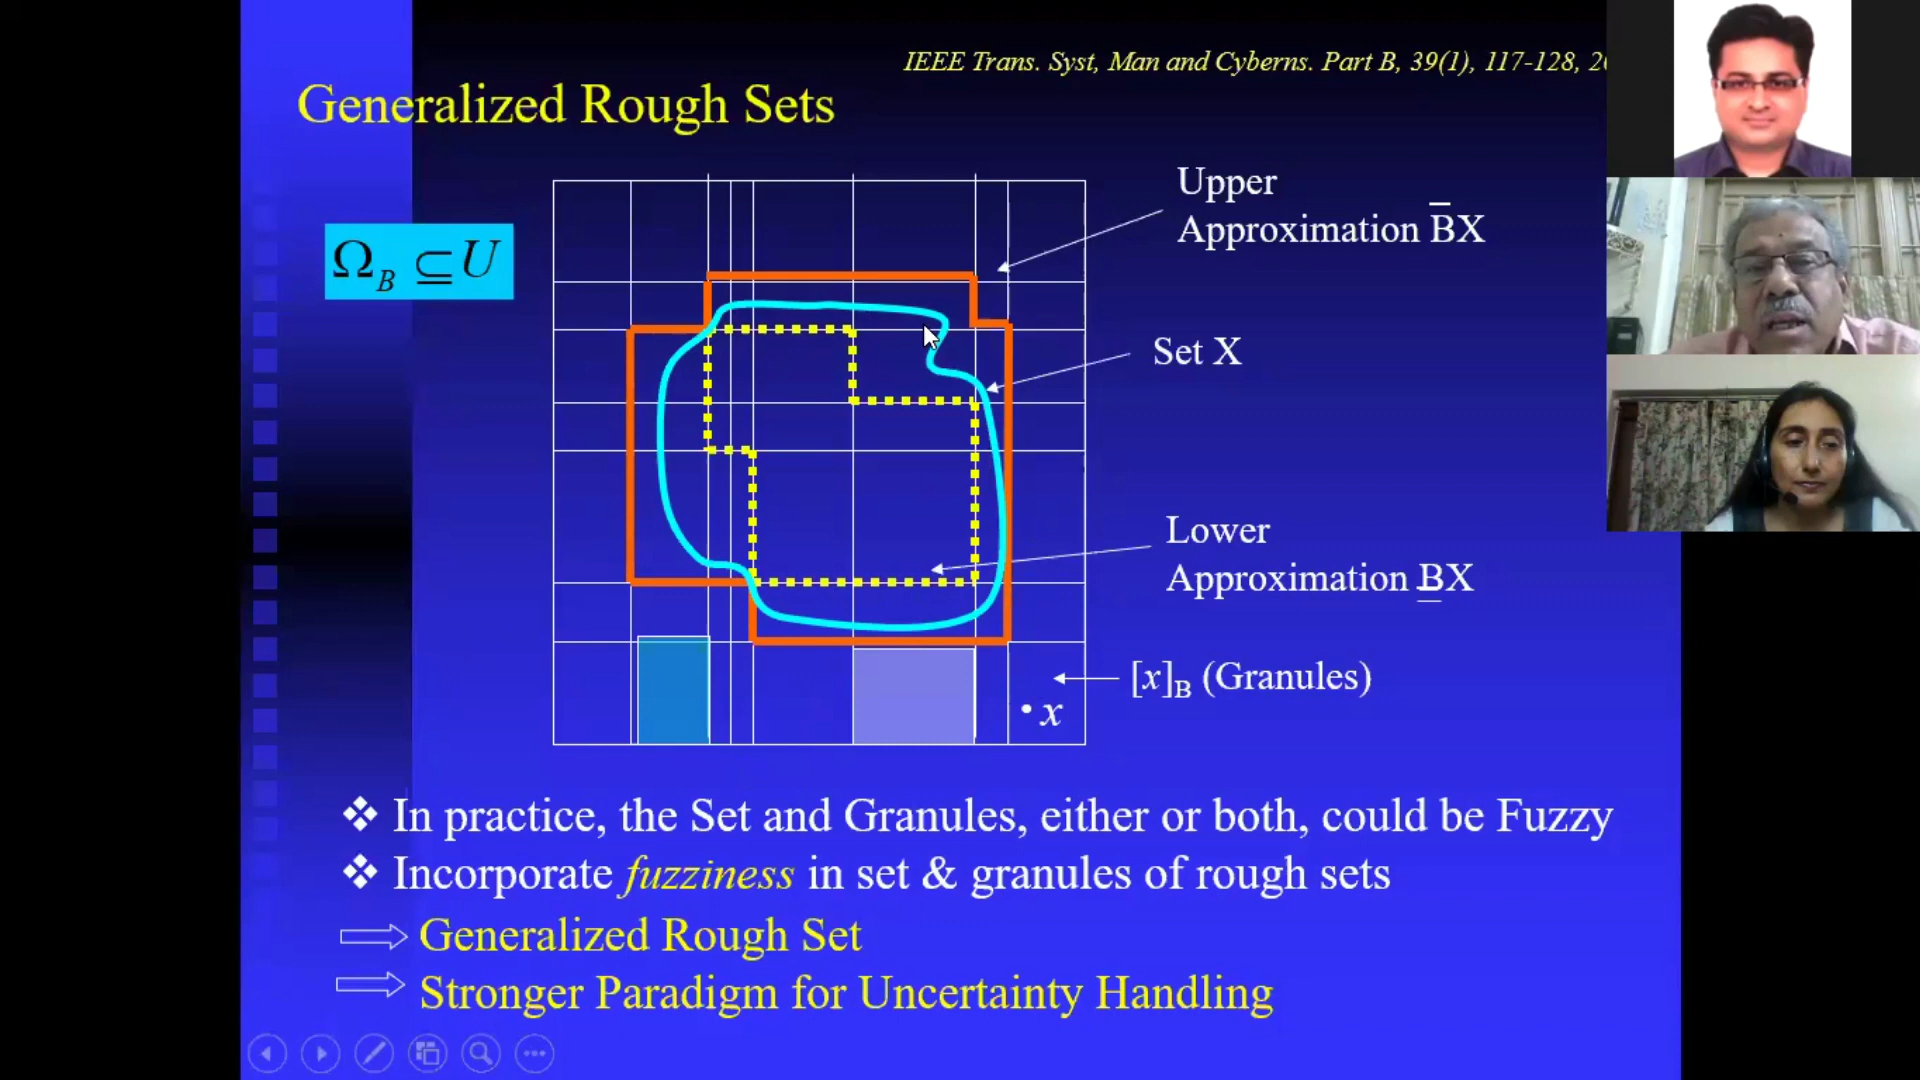 IEEE Trans. Syst, Man and Cyberns. Part B, 39(1), 117-128,
Generalized Rough Sets
Upper
Approximation B̅X
Ω_B ⊆ U
Set X
Lower
Approximation B̲X
[x]_B (Granules)
• x
❖ In practice, the Set and Granules, either or both, could be Fuzzy
❖ Incorporate fuzziness in set & granules of rough sets
⇨ Generalized Rough Set
⇨ Stronger Paradigm for Uncertainty Handling